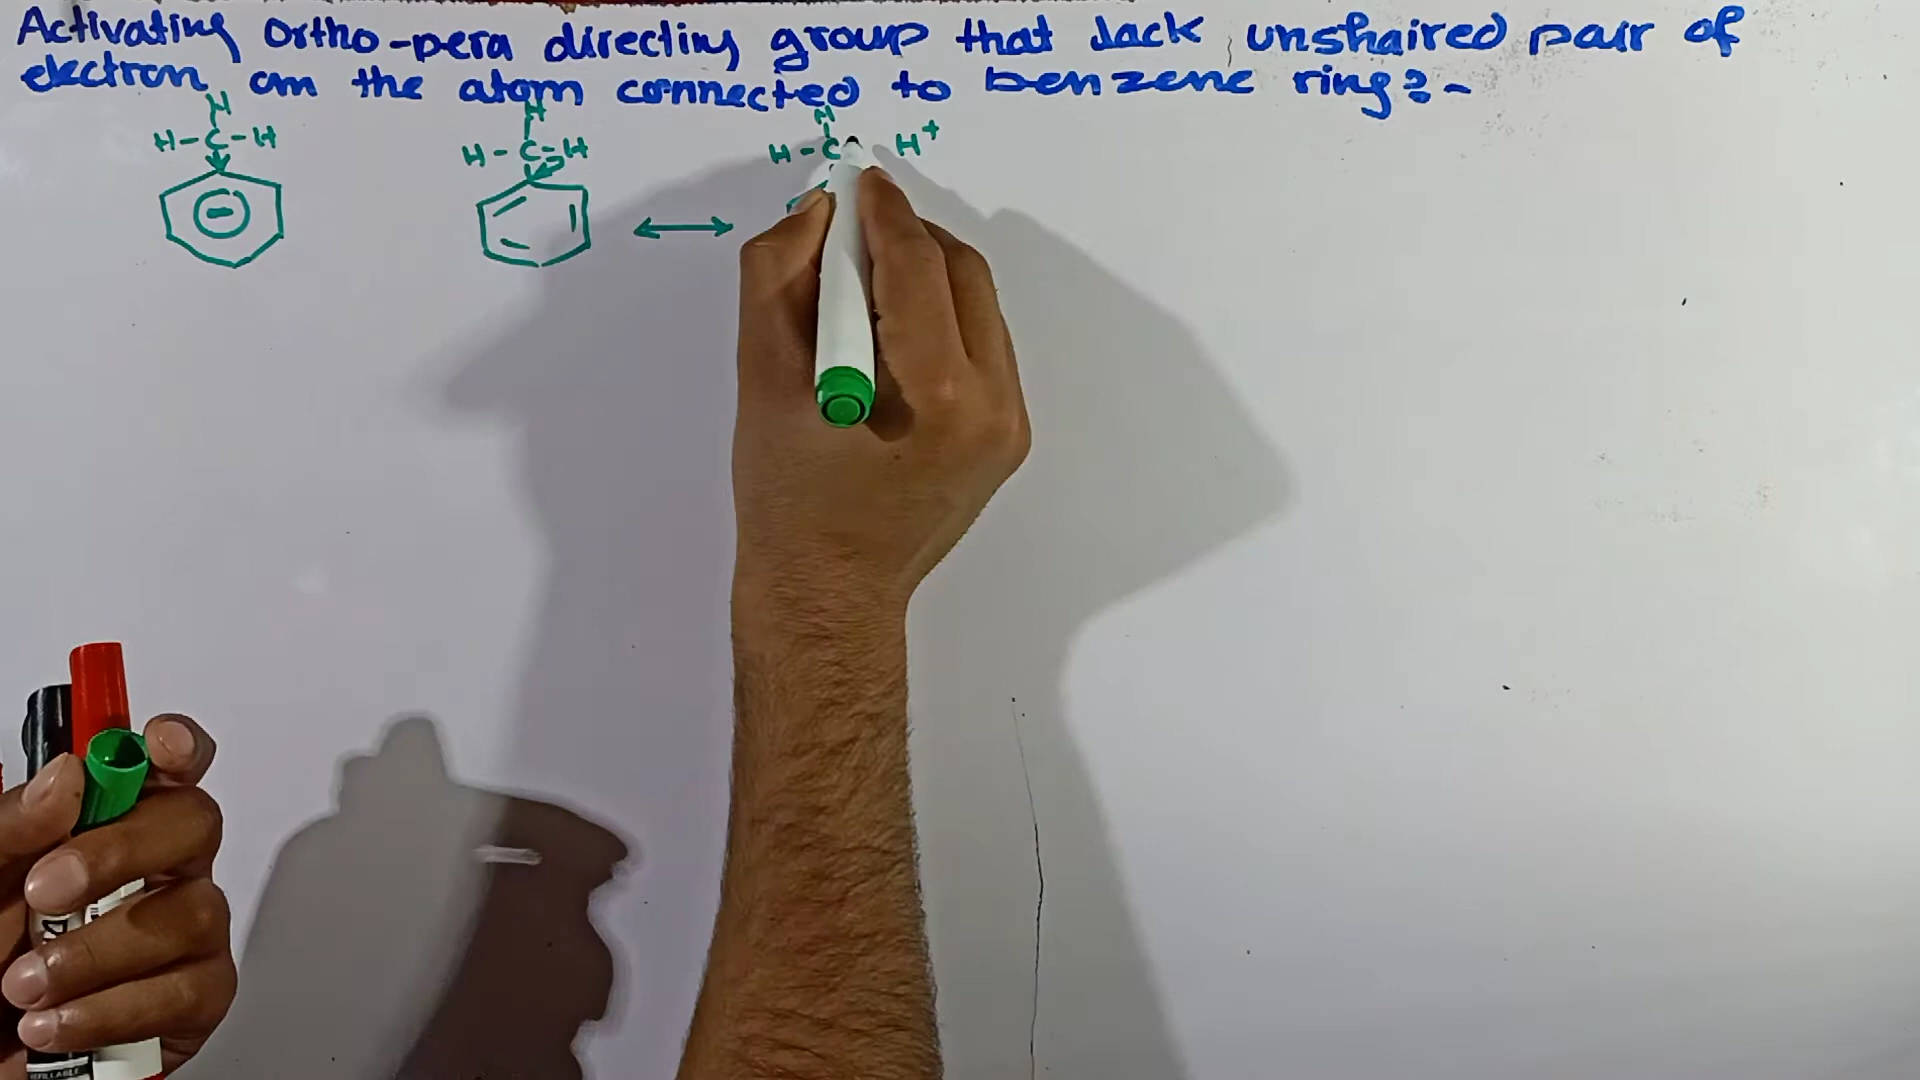 Activating Ortho-pera directing group that lack unshaired pair of
electron on the atom connected to benzene ring?~
H H H
H-C-H H-C-H H-C H+